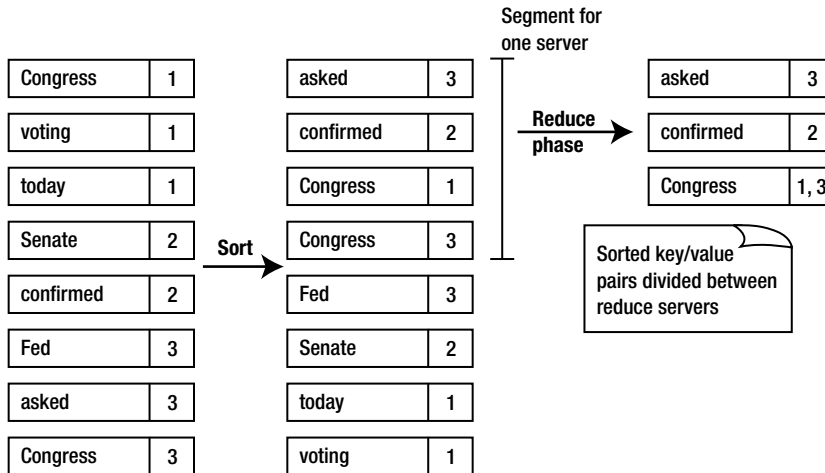 Segment for
one server
Congress 1
voting 1
today 1
Senate 2
confirmed 2
Fed 3
asked 3
Congress 3
Sort
asked 3
confirmed 2
Congress 1
Congress 3
Fed 3
Senate 2
today 1
voting 1
Reduce
phase
asked 3
confirmed 2
Congress 1, 3
Sorted key/value
pairs divided between
reduce servers